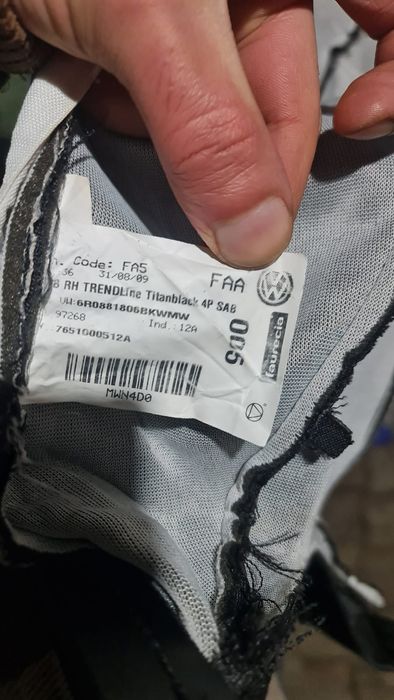 Code: FA5
FAA
36 31/08/09
RH TRENDLine Titanblack 4P SAB
VW:6R0881806BKWMW
97268 Ind.:12A
7651000512A
005
faurecia
MWN4D0